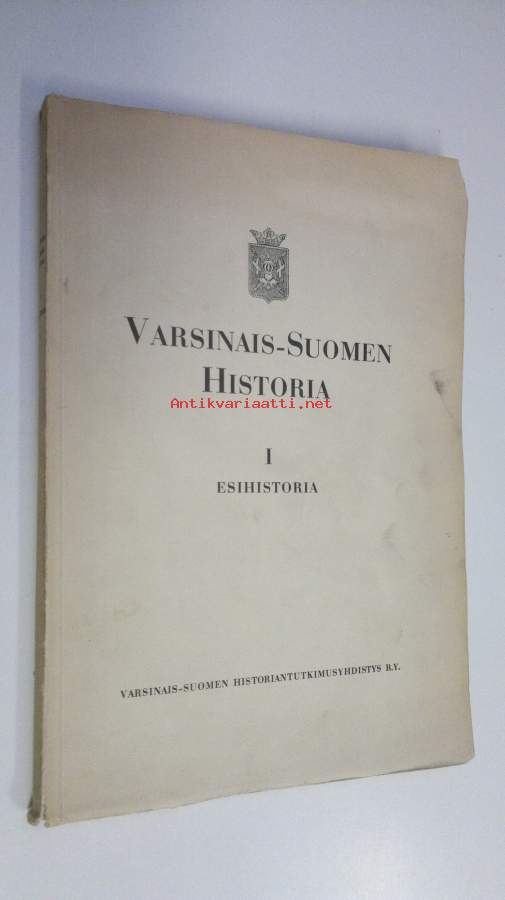 VARSINAIS-SUOMEN
HISTORIA
Antikvariaatti.net
I
ESIHISTORIA
VARSINAIS-SUOMEN HISTORIANTUTKIMUSYHDISTYS R.Y.